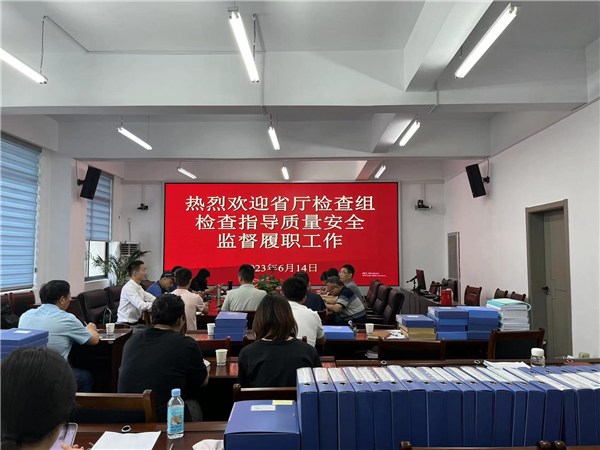 热烈欢迎省厅检查组
检查指导质量安全
监督履职工作
2023年6月14日